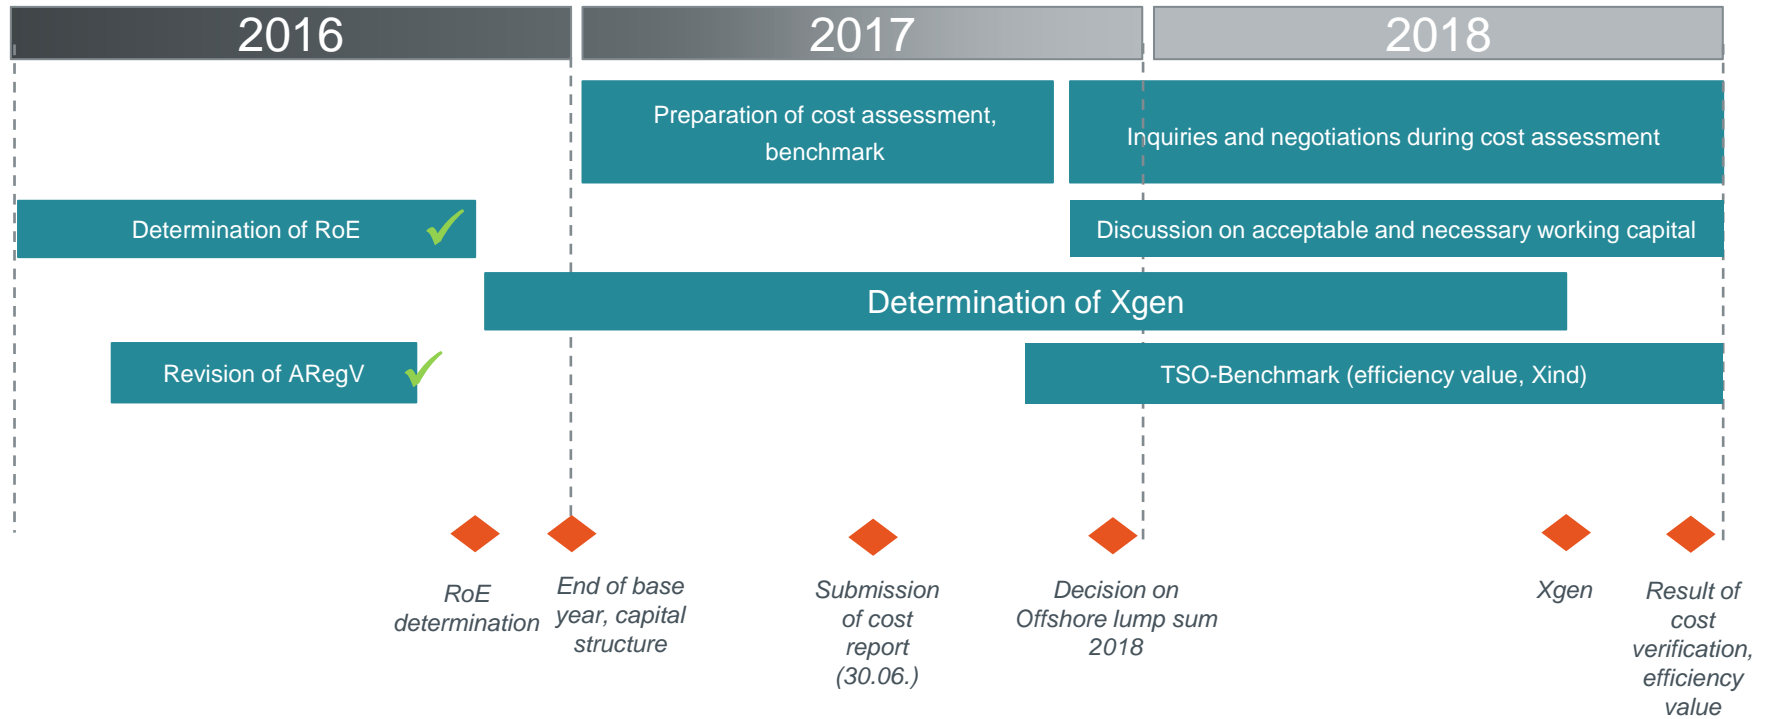 2016
2017
2018
Preparation of cost assessment,
benchmark
Inquiries and negotiations during cost assessment
Determination of RoE
Discussion on acceptable and necessary working capital
Determination of Xgen
Revision of ARegV
TSO-Benchmark (efficiency value, Xind)
RoE
determination
End of base
year, capital
structure
Submission
of cost
report
(30.06.)
Decision on
Offshore lump sum
2018
Xgen
Result of
cost
verification,
efficiency
value